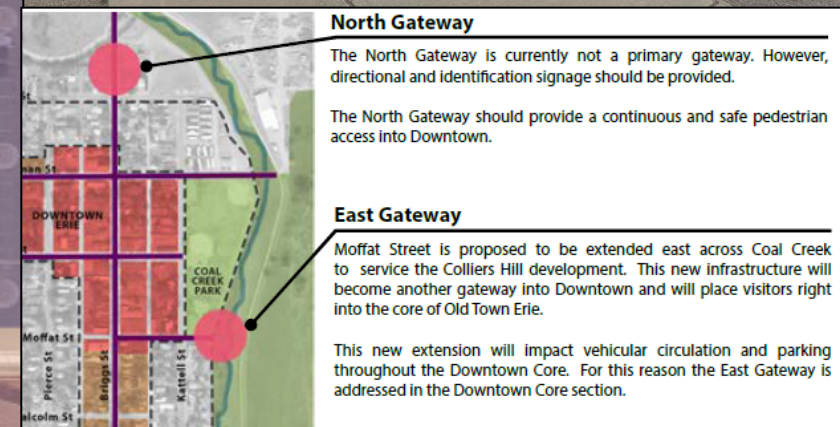 North Gateway
The North Gateway is currently not a primary gateway. However,
directional and identification signage should be provided.
The North Gateway should provide a continuous and safe pedestrian
access into Downtown.
East Gateway
Moffat Street is proposed to be extended east across Coal Creek
to service the Colliers Hill development. This new infrastructure will
become another gateway into Downtown and will place visitors right
into the core of Old Town Erie.
This new extension will impact vehicular circulation and parking
throughout the Downtown Core. For this reason the East Gateway is
addressed in the Downtown Core section.
St
man St
DOWNTOWN
ERIE
COAL
CREEK
PARK
Moffat St
Pierce St
Briggs St
Kattell St
alcolm St